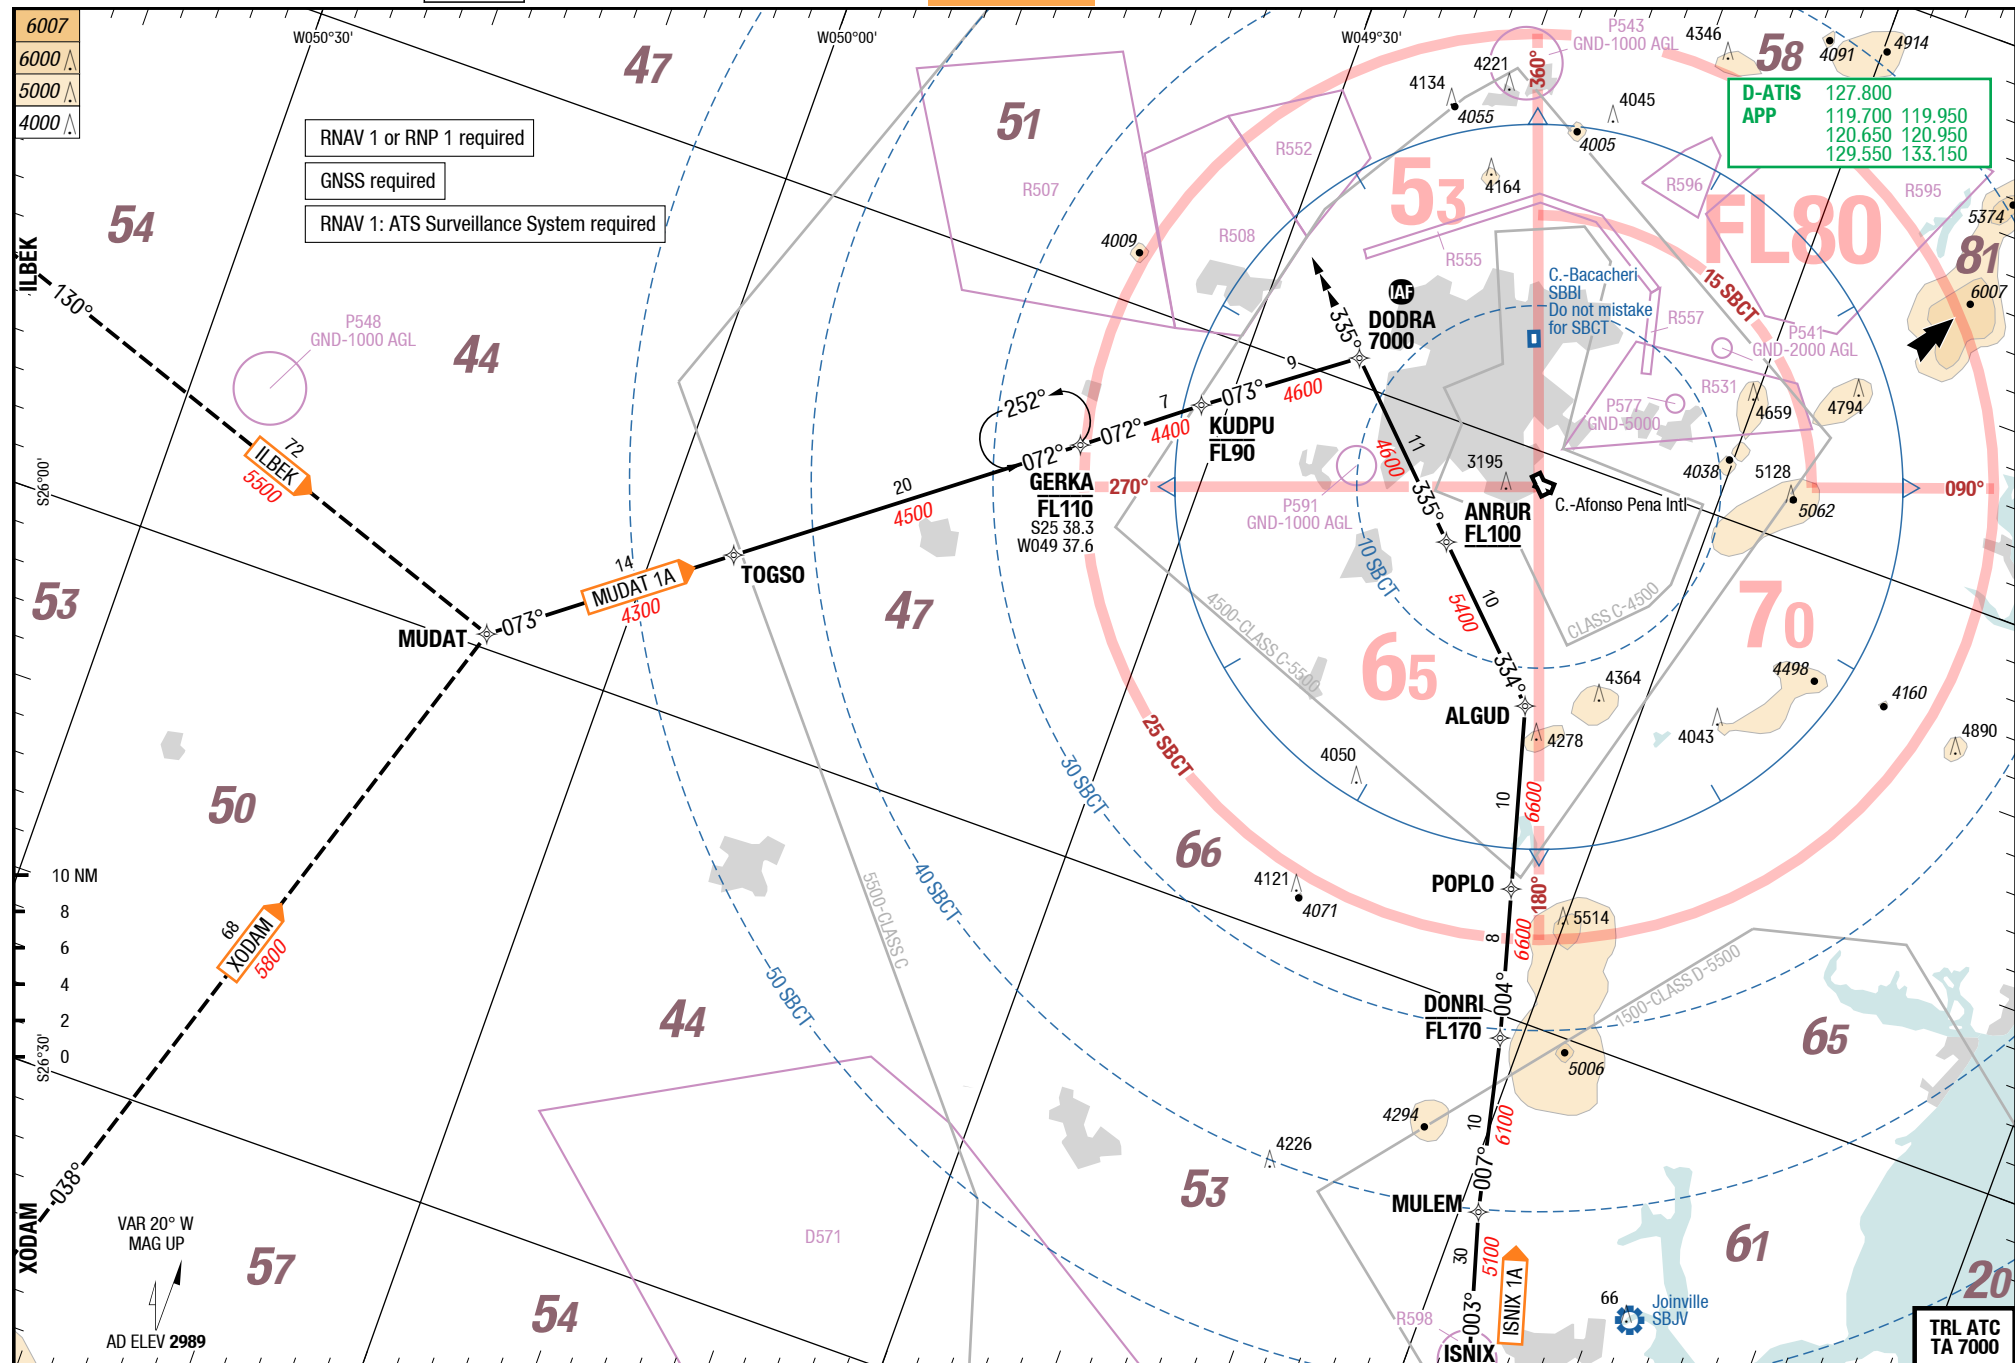 6007
6000
5000
4000
W050°30'
W050°00'
W049°30'
47
P543
GND-1000 AGL
4346
58
4091
4914
360°
4221
4134
4055
4045
4005
D-ATIS 127.800
APP 119.700 119.950
120.650 120.950
129.550 133.150
RNAV 1 or RNP 1 required
GNSS required
RNAV 1: ATS Surveillance System required
51
R507
R552
R508
53
4164
R555
R596
FL80
R595
5374
81
6007
54
ILBEK
130°
4009
IAF
DODRA
7000
335°
C.-Bacacheri
SBBI
Do not mistake
for SBCT
15 SBCT
R557
P541
GND-2000 AGL
P548
GND-1000 AGL
44
9
4600
073°
7
4400
072°
KUDPU
FL90
252°
072°
GERKA
FL110
S25 38.3
W049 37.6
R531
P577
GND-5000
4659
4794
72
ILBEK
5500
S26°00'
20
4500
270°
P591
GND-1000 AGL
11
4600
335°
3195
ANRUR
FL100
C.-Afonso Pena Intl
4038
5128
5062
090°
10 SBCT
14
MUDAT 1A
4300
TOGSO
53
MUDAT
073°
47
4500-CLASS C-5500
10
5400
334°
CLASS C-4500
65
70
ALGUD
4364
4278
4498
4160
4043
4890
25 SBCT
30 SBCT
4050
10
6600
50
66
10 NM
8
6
4
2
0
S26°30'
68
XODAM
5800
5500-CLASS C
40 SBCT
4121
4071
POPLO
180°
5514
8
6600
50 SBCT
44
DONRI
FL170
004°
1500-CLASS D-5500
65
5006
4294
10
6100
4226
53
007°
MULEM
XODAM
038°
VAR 20° W
MAG UP
AD ELEV 2989
57
54
D571
30
5100
ISNIX 1A
003°
R598
ISNIX
66
Joinville
SBJV
61
20
TRL ATC
TA 7000